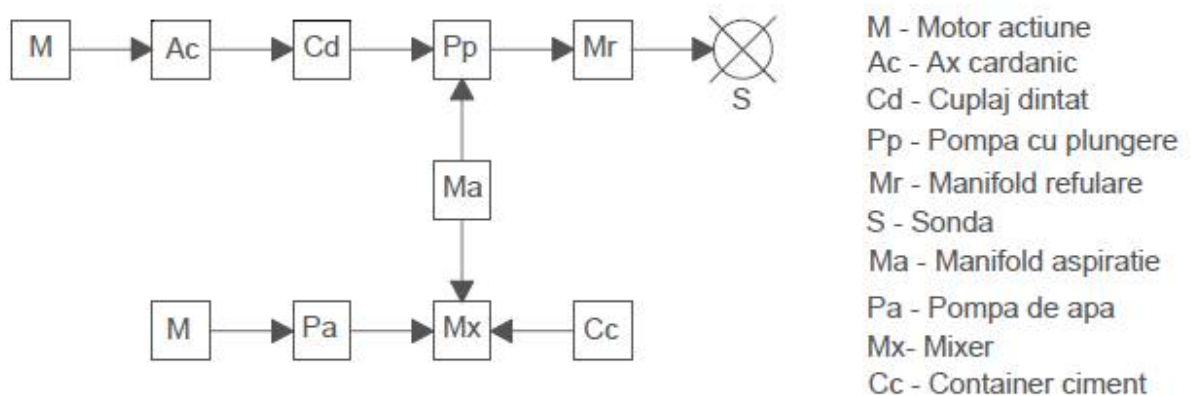 M Ac Cd Pp Mr
S
Ma
M Pa Mx Cc
M - Motor actiune
Ac - Ax cardanic
Cd - Cuplaj dintat
Pp - Pompa cu plungere
Mr - Manifold refulare
S - Sonda
Ma - Manifold aspiratie
Pa - Pompa de apa
Mx- Mixer
Cc - Container ciment